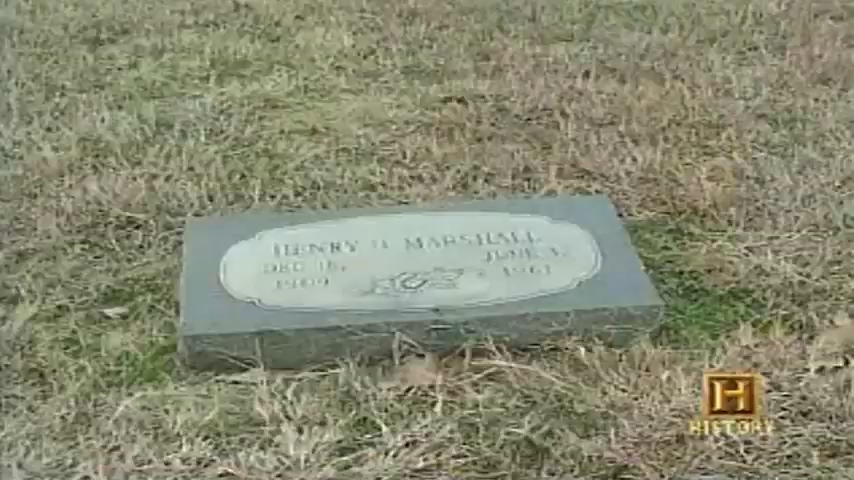 HENRY H MARSHALL
DEC 16, JUNE 3,
1909 1961
H
HISTORY